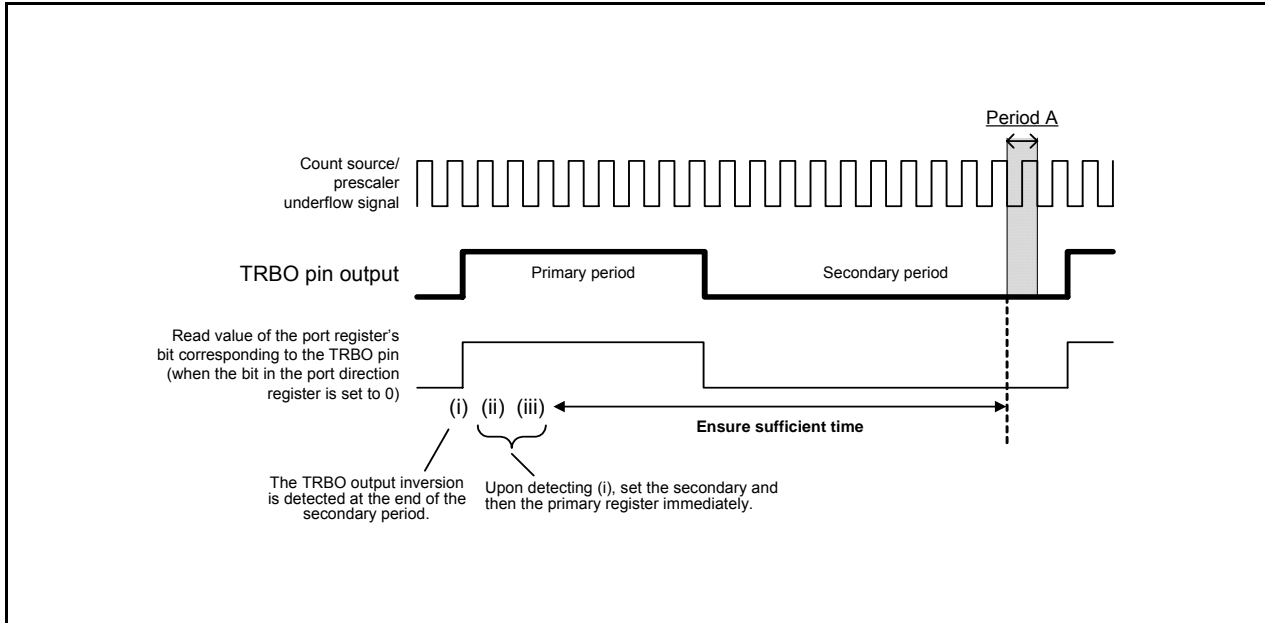 Period A
Count source/
prescaler
underflow signal
TRBO pin output
Primary period
Secondary period
Read value of the port register's
bit corresponding to the TRBO pin
(when the bit in the port direction
register is set to 0)
(i) (ii) (iii)
Ensure sufficient time
The TRBO output inversion
is detected at the end of the
secondary period.
Upon detecting (i), set the secondary and
then the primary register immediately.